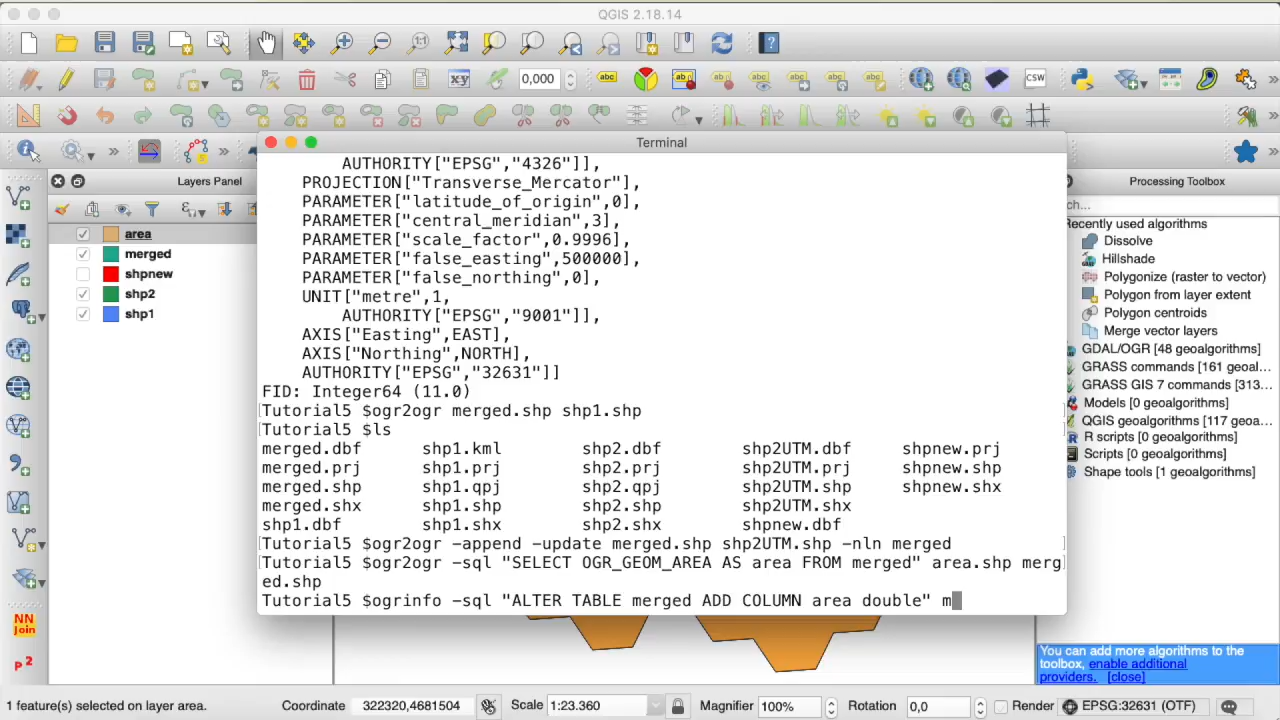 QGIS 2.18.14
0,000
abc
CSW
Terminal
Layers Panel
Processing Toolbox
area
merged
shpnew
shp2
shp1
AUTHORITY["EPSG","4326"]],
PROJECTION["Transverse_Mercator"],
PARAMETER["latitude_of_origin",0],
PARAMETER["central_meridian",3],
PARAMETER["scale_factor",0.9996],
PARAMETER["false_easting",500000],
PARAMETER["false_northing",0],
UNIT["metre",1,
AUTHORITY["EPSG","9001"]],
AXIS["Easting",EAST],
AXIS["Northing",NORTH],
AUTHORITY["EPSG","32631"]]
FID: Integer64 (11.0)
Tutorial5 $ogr2ogr merged.shp shp1.shp
Tutorial5 $ls
merged.dbf shp1.kml shp2.dbf shp2UTM.dbf shpnew.prj
merged.prj shp1.prj shp2.prj shp2UTM.prj shpnew.shp
merged.shp shp1.qpj shp2.qpj shp2UTM.shp shpnew.shx
merged.shx shp1.shp shp2.shp shp2UTM.shx
shp1.dbf shp1.shx shp2.shx shpnew.dbf
Tutorial5 $ogr2ogr -append -update merged.shp shp2UTM.shp -nln merged
Tutorial5 $ogr2ogr -sql "SELECT OGR_GEOM_AREA AS area FROM merged" area.shp merg
ed.shp
Tutorial5 $ogrinfo -sql "ALTER TABLE merged ADD COLUMN area double" m
ch...
Recently used algorithms
Dissolve
Hillshade
Polygonize (raster to vector)
Polygon from layer extent
Polygon centroids
Merge vector layers
GDAL/OGR [48 geoalgorithms]
GRASS commands [161 geoal...
GRASS GIS 7 commands [313...
Models [0 geoalgorithms]
QGIS geoalgorithms [117 geoa...
R scripts [0 geoalgorithms]
Scripts [0 geoalgorithms]
Shape tools [1 geoalgorithms]
You can add more algorithms to the
toolbox, enable additional
providers. [close]
NN
Join
P2
1 feature(s) selected on layer area.
Coordinate 322320,4681504
Scale 1:23.360
Magnifier 100%
Rotation 0,0
Render
EPSG:32631 (OTF)